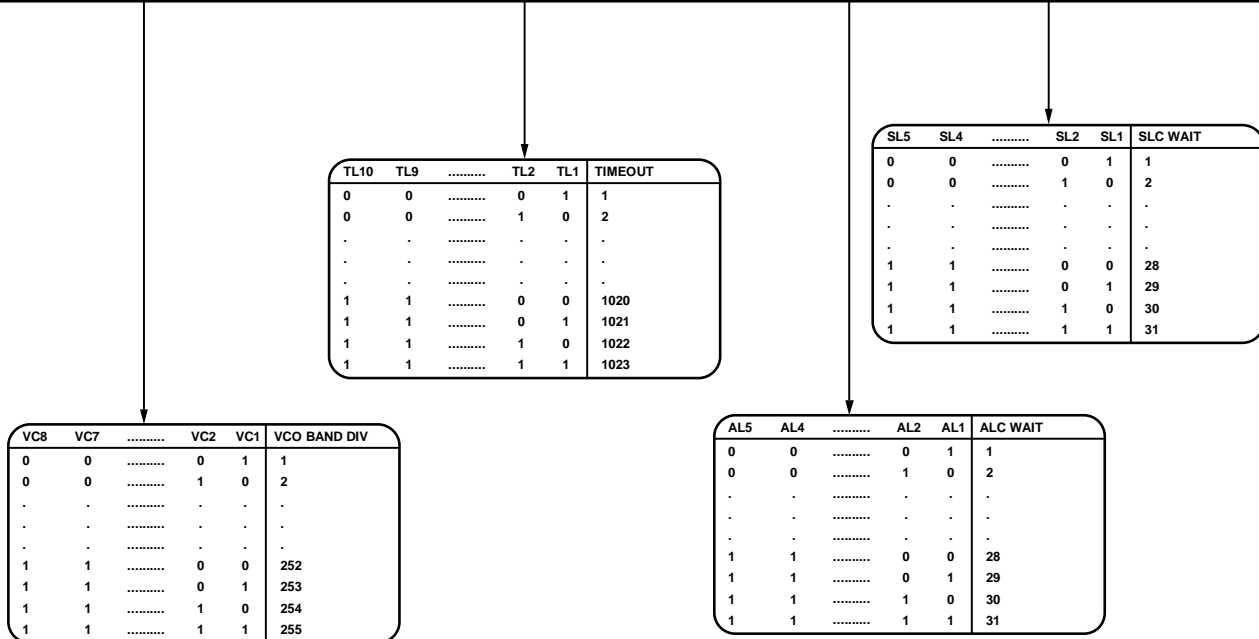 SL5 SL4 .......... SL2 SL1 SLC WAIT
0 0 .......... 0 1 1
0 0 .......... 1 0 2
. . .......... . . .
. . .......... . . .
. . .......... . . .
1 1 .......... 0 0 28
1 1 .......... 0 1 29
1 1 .......... 1 0 30
1 1 .......... 1 1 31
TL10 TL9 .......... TL2 TL1 TIMEOUT
0 0 .......... 0 1 1
0 0 .......... 1 0 2
. . .......... . . .
. . .......... . . .
. . .......... . . .
1 1 .......... 0 0 1020
1 1 .......... 0 1 1021
1 1 .......... 1 0 1022
1 1 .......... 1 1 1023
VC8 VC7 .......... VC2 VC1 VCO BAND DIV
0 0 .......... 0 1 1
0 0 .......... 1 0 2
. . .......... . . .
. . .......... . . .
. . .......... . . .
1 1 .......... 0 0 252
1 1 .......... 0 1 253
1 1 .......... 1 0 254
1 1 .......... 1 1 255
AL5 AL4 .......... AL2 AL1 ALC WAIT
0 0 .......... 0 1 1
0 0 .......... 1 0 2
. . .......... . . .
. . .......... . . .
. . .......... . . .
1 1 .......... 0 0 28
1 1 .......... 0 1 29
1 1 .......... 1 0 30
1 1 .......... 1 1 31